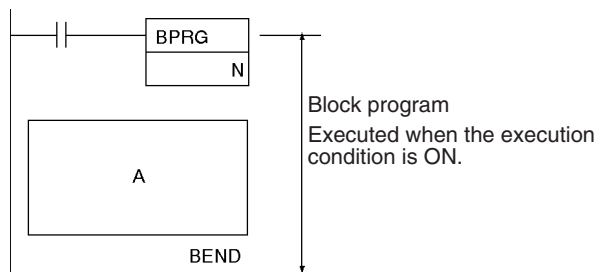 BPRG
N
Block program
Executed when the execution
condition is ON.
A
BEND